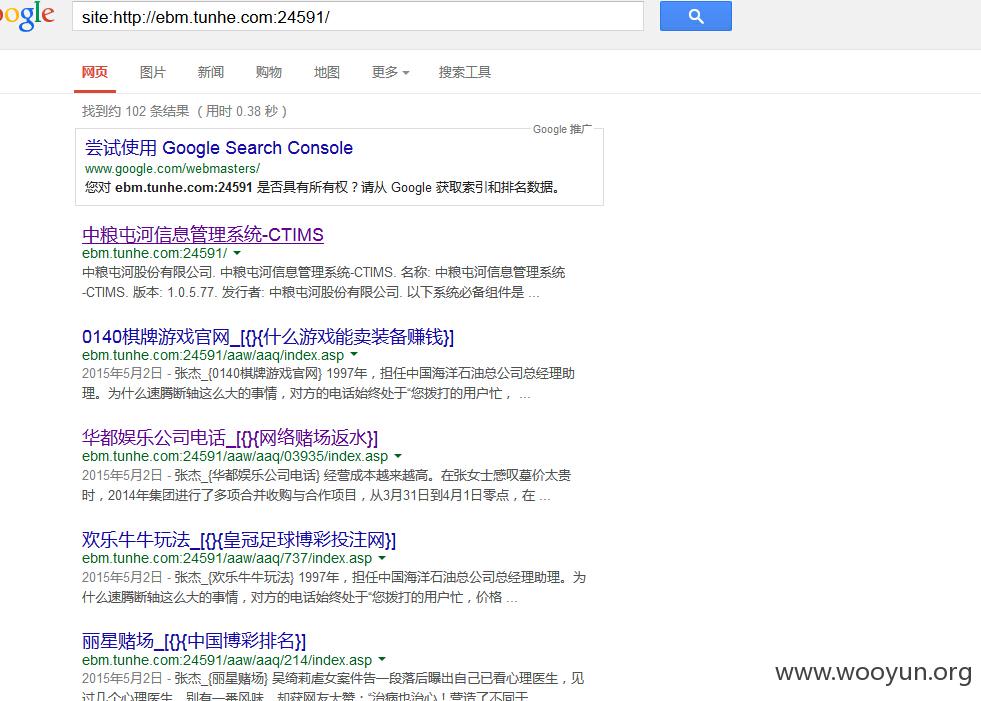 ogle
site:http://ebm.tunhe.com:24591/
网页 图片 新闻 购物 地图 更多 搜索工具
找到约 102 条结果 （用时 0.38 秒）
Google 推广
尝试使用 Google Search Console
www.google.com/webmasters/
您对 ebm.tunhe.com:24591 是否具有所有权？请从 Google 获取索引和排名数据。
中粮屯河信息管理系统-CTIMS
ebm.tunhe.com:24591/
中粮屯河股份有限公司. 中粮屯河信息管理系统-CTIMS. 名称: 中粮屯河信息管理系统
-CTIMS. 版本: 1.0.5.77. 发行者: 中粮屯河股份有限公司. 以下系统必备组件是 ...
0140棋牌游戏官网_[{}{什么游戏能卖装备赚钱}]
ebm.tunhe.com:24591/aaw/aaq/index.asp
2015年5月2日 - 张杰_{0140棋牌游戏官网} 1997年，担任中国海洋石油总公司总经理助
理。为什么速腾断轴这么大的事情，对方的电话始终处于“您拨打的用户忙， ...
华都娱乐公司电话_[{}{网络赌场返水}]
ebm.tunhe.com:24591/aaw/aaq/03935/index.asp
2015年5月2日 - 张杰_{华都娱乐公司电话} 经营成本越来越高。在张女士感叹墓价太贵
时，2014年集团进行了多项合并收购与合作项目，从3月31日到4月1日零点，在 ...
欢乐牛牛玩法_[{}{皇冠足球博彩投注网}]
ebm.tunhe.com:24591/aaw/aaq/737/index.asp
2015年5月2日 - 张杰_{欢乐牛牛玩法} 1997年，担任中国海洋石油总公司总经理助理。为
什么速腾断轴这么大的事情，对方的电话始终处于“您拨打的用户忙，价格 ...
丽星赌场_[{}{中国博彩排名}]
ebm.tunhe.com:24591/aaw/aaq/214/index.asp
2015年5月2日 - 张杰_{丽星赌场} 吴绮莉虐女案件告一段落后曝出自己已看心理医生，见
过几个心理医生，别有一番风味，却获网友大赞：“治病也治心！营造了不同于
www.wooyun.org